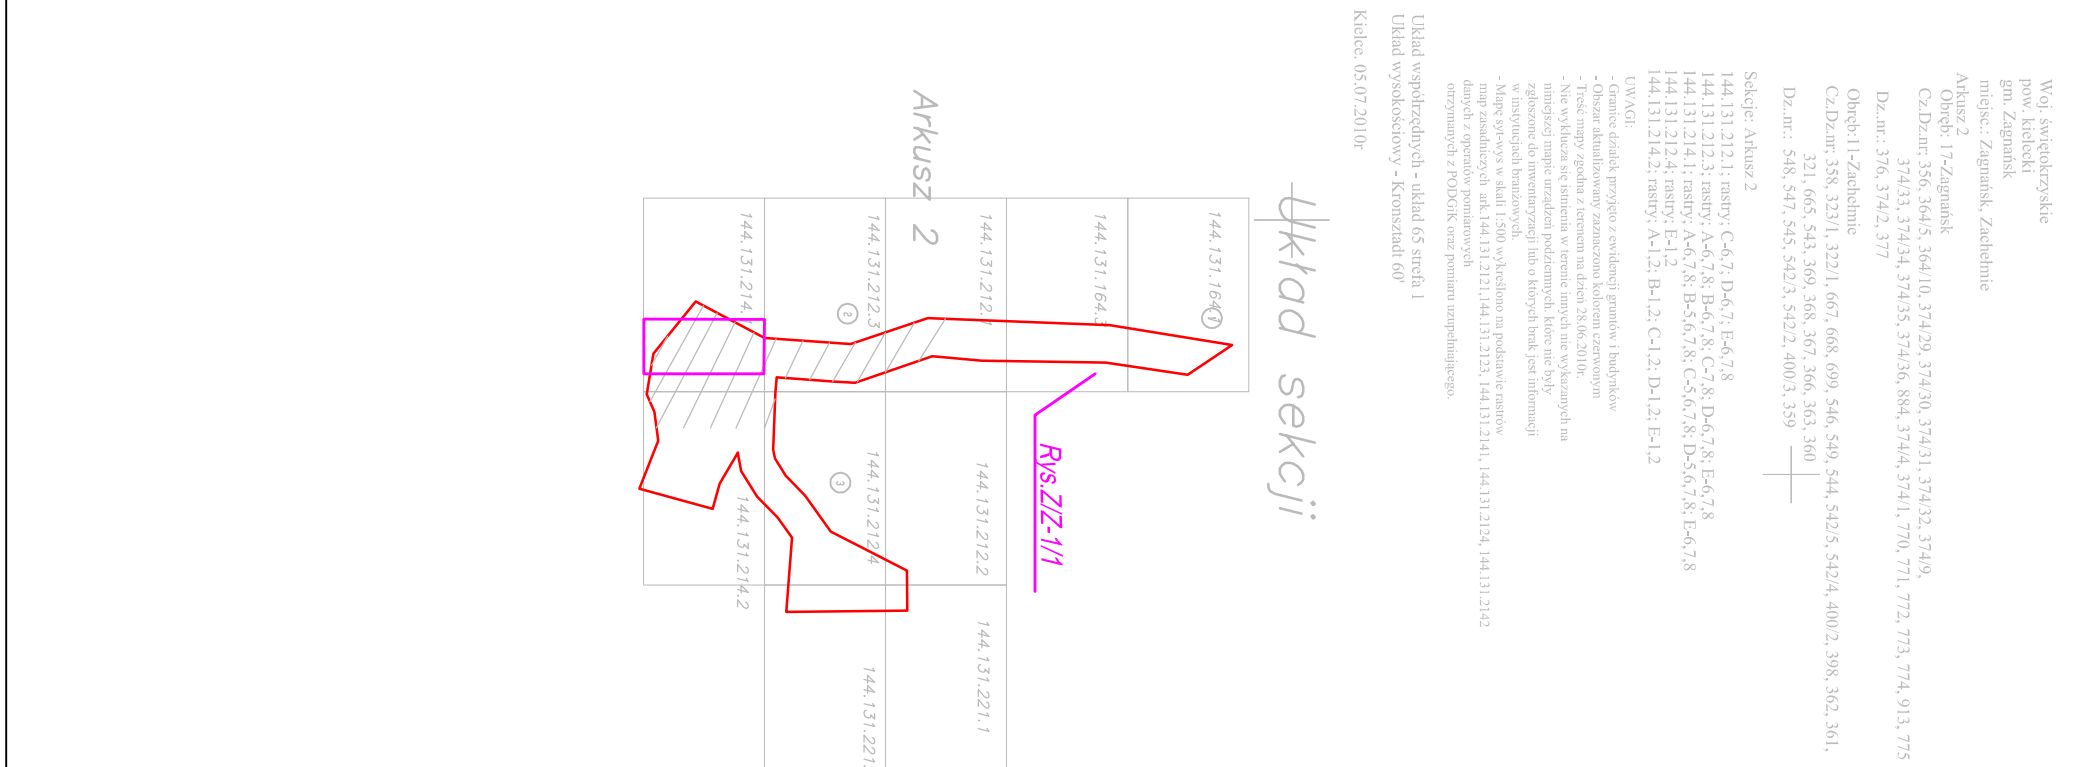 Woj. świętokrzyskie
pow. kielecki
gm. Zagnańsk
miejsc.: Zagnańsk, Zachełmie
Arkusz 2
Obręb: 17-Zagnańsk
Cz.Dz.nr; 356, 364/5, 364/10, 374/29, 374/30, 374/31, 374/32, 374/9,
374/33, 374/34, 374/35, 374/36, 884, 374/4, 374/1, 770, 771, 772, 773, 774, 913, 775
Dz..nr.: 376, 374/2, 377
Obręb:11-Zachełmie
Cz.Dz.nr; 358, 323/1, 322/1, 667, 668, 699, 546, 549, 544, 542/5, 542/4, 400/2, 398, 362, 361,
321, 665, 543, 369, 368, 367, 366, 363, 360
Dz..nr.: 548, 547, 545, 542/3, 542/2, 400/3, 359
Sekcje: Arkusz 2
144.131.212.1; rastry; C-6,7; D-6,7; E-6,7,8
144.131.212.3; rastry; A-6,7,8; B-6,7,8; C-7,8; D-6,7,8; E-6,7,8
144.131.214.1; rastry; A-6,7,8; B-5,6,7,8; C-5,6,7,8; D-5,6,7,8; E-6,7,8
144.131.212.4; rastry; E-1,2
144.131.214.2; rastry; A-1,2; B-1,2; C-1,2; D-1,2; E-1,2
UWAGI:
- Granice działek przyjęto z ewidencji gruntów i budynków
- Obszar aktualizowany zaznaczono kolorem czerwonym
- Treść mapy zgodna z terenem na dzień 28.06.2010r.
- Nie wyklucza się istnienia w terenie innych nie wykazanych na
niniejszej mapie urządzeń podziemnych, które nie były
zgłoszone do inwentaryzacji lub o których brak jest informacji
w instytucjach branżowych.
- Mapę syt-wys w skali 1:500 wykreślono na podstawie rastrów
map zasadniczych ark.144.131.2121,144.131.2123, 144.131.2141, 144.131.2124, 144.131.2142
danych z operatów pomiarowych
otrzymanych z PODGiK oraz pomiaru uzupełniającego.
Układ współrzędnych - układ 65 strefa 1
Układ wysokościowy - Kronsztadt 60'
Kielce. 05.07.2010r
Układ sekcji
144.131.164.1
1
144.131.164.3
Rys.Z/Z-1/1
144.131.212.1
144.131.212.2
144.131.221.1
Arkusz 2
144.131.212.3
2
144.131.212.4
3
144.131.221.
144.131.214.1
144.131.214.2